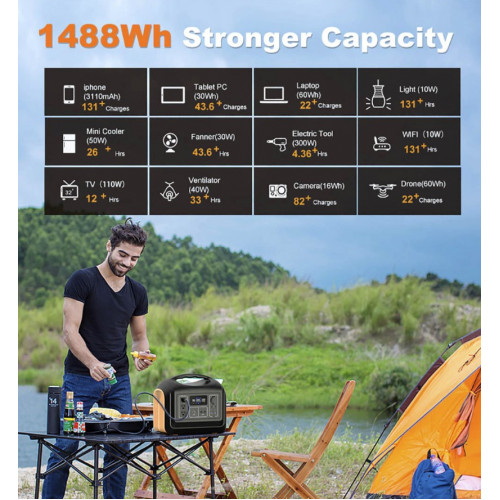 1488Wh Stronger Capacity
Iphone
(3110mAh)
131+ Charges
Tablet PC
(30Wh)
43.6+ Charges
Laptop
(60Wh)
22+ Charges
Light (10W)
131+ Hrs
Mini Cooler
(50W)
26 + Hrs
Fanner(30W)
43.6+ Hrs
Electric Tool
(300W)
4.36+ Hrs
WIFI (10W)
131+ Hrs
32"
TV (110W)
12 + Hrs
Ventilator
(40W)
33 + Hrs
Camera(16Wh)
82+ Charges
Drone(60Wh)
22+ Charges
14